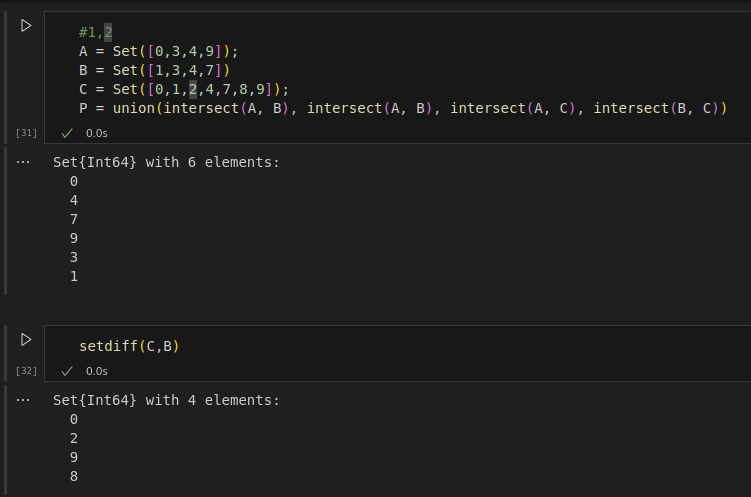 #1,2
A = Set([0,3,4,9]);
B = Set([1,3,4,7])
C = Set([0,1,2,4,7,8,9]);
P = union(intersect(A, B), intersect(A, B), intersect(A, C), intersect(B, C))
[31] ✓ 0.0s
... Set{Int64} with 6 elements:
0
4
7
9
3
1
setdiff(C,B)
[32] ✓ 0.0s
... Set{Int64} with 4 elements:
0
2
9
8